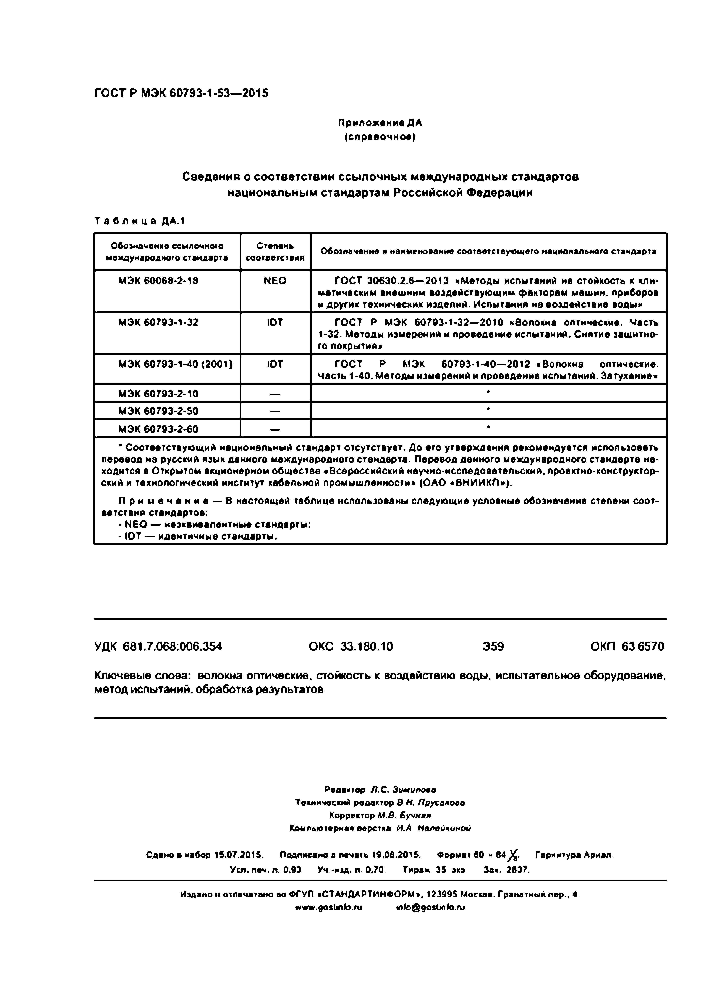 ГОСТ Р МЭК 60793-1-53—2015
Приложение ДА
(справочное)
Сведения о соответствии ссылочных международных стандартов
национальным стандартам Российской Федерации
Таблица ДА.1
Обозначение ссылочного
международного стандарта
Степень
соответствия
Обозначение и наименование соответствующего национального стандарта
МЭК 60068-2-18
NEQ
ГОСТ 30630.2.6—2013 «Методы испытаний на стойкость к кли-
матическим внешним воздействующим факторам машин, приборов
и других технических изделий. Испытания на воздействие воды»
МЭК 60793-1-32
IDT
ГОСТ Р МЭК 60793-1-32—2010 «Волокна оптические. Часть
1-32. Методы измерений и проведение испытаний. Снятие защитно-
го покрытия»
МЭК 60793-1-40 (2001)
IDT
ГОСТ Р МЭК 60793-1-40—2012 «Волокна оптические.
Часть 1-40. Методы измерений и проведение испытаний. Затухание»
МЭК 60793-2-10
—
*
МЭК 60793-2-50
—
*
МЭК 60793-2-60
—
*
* Соответствующий национальный стандарт отсутствует. До его утверждения рекомендуется использовать
перевод на русский язык данного международного стандарта. Перевод данного международного стандарта на-
ходится в Открытом акционерном обществе «Всероссийский научно-исследовательский, проектно-конструктор-
ский и технологический институт кабельной промышленности» (ОАО «ВНИИКП»).
Примечание — В настоящей таблице использованы следующие условные обозначение степени соот-
ветствия стандартов:
- NEQ — неэквивалентные стандарты;
- IDT — идентичные стандарты.
УДК 681.7.068:006.354 ОКС 33.180.10 Э59 ОКП 63 6570
Ключевые слова: волокна оптические, стойкость к воздействию воды, испытательное оборудование,
метод испытаний, обработка результатов
Редактор Л.С. Зимилова
Технический редактор В.Н. Прусакова
Корректор М.В. Бучная
Компьютерная верстка И.А. Налейкиной
Сдано в набор 15.07.2015. Подписано в печать 19.08.2015. Формат 60 × 84 ⅛. Гарнитура Ариал.
Усл. печ. л. 0,93 Уч.-изд. л. 0,70. Тираж 35 экз. Зак. 2837.
Издано и отпечатано во ФГУП «СТАНДАРТИНФОРМ», 123995 Москва, Гранатный пер., 4.
www.gostinfo.ru info@gostinfo.ru